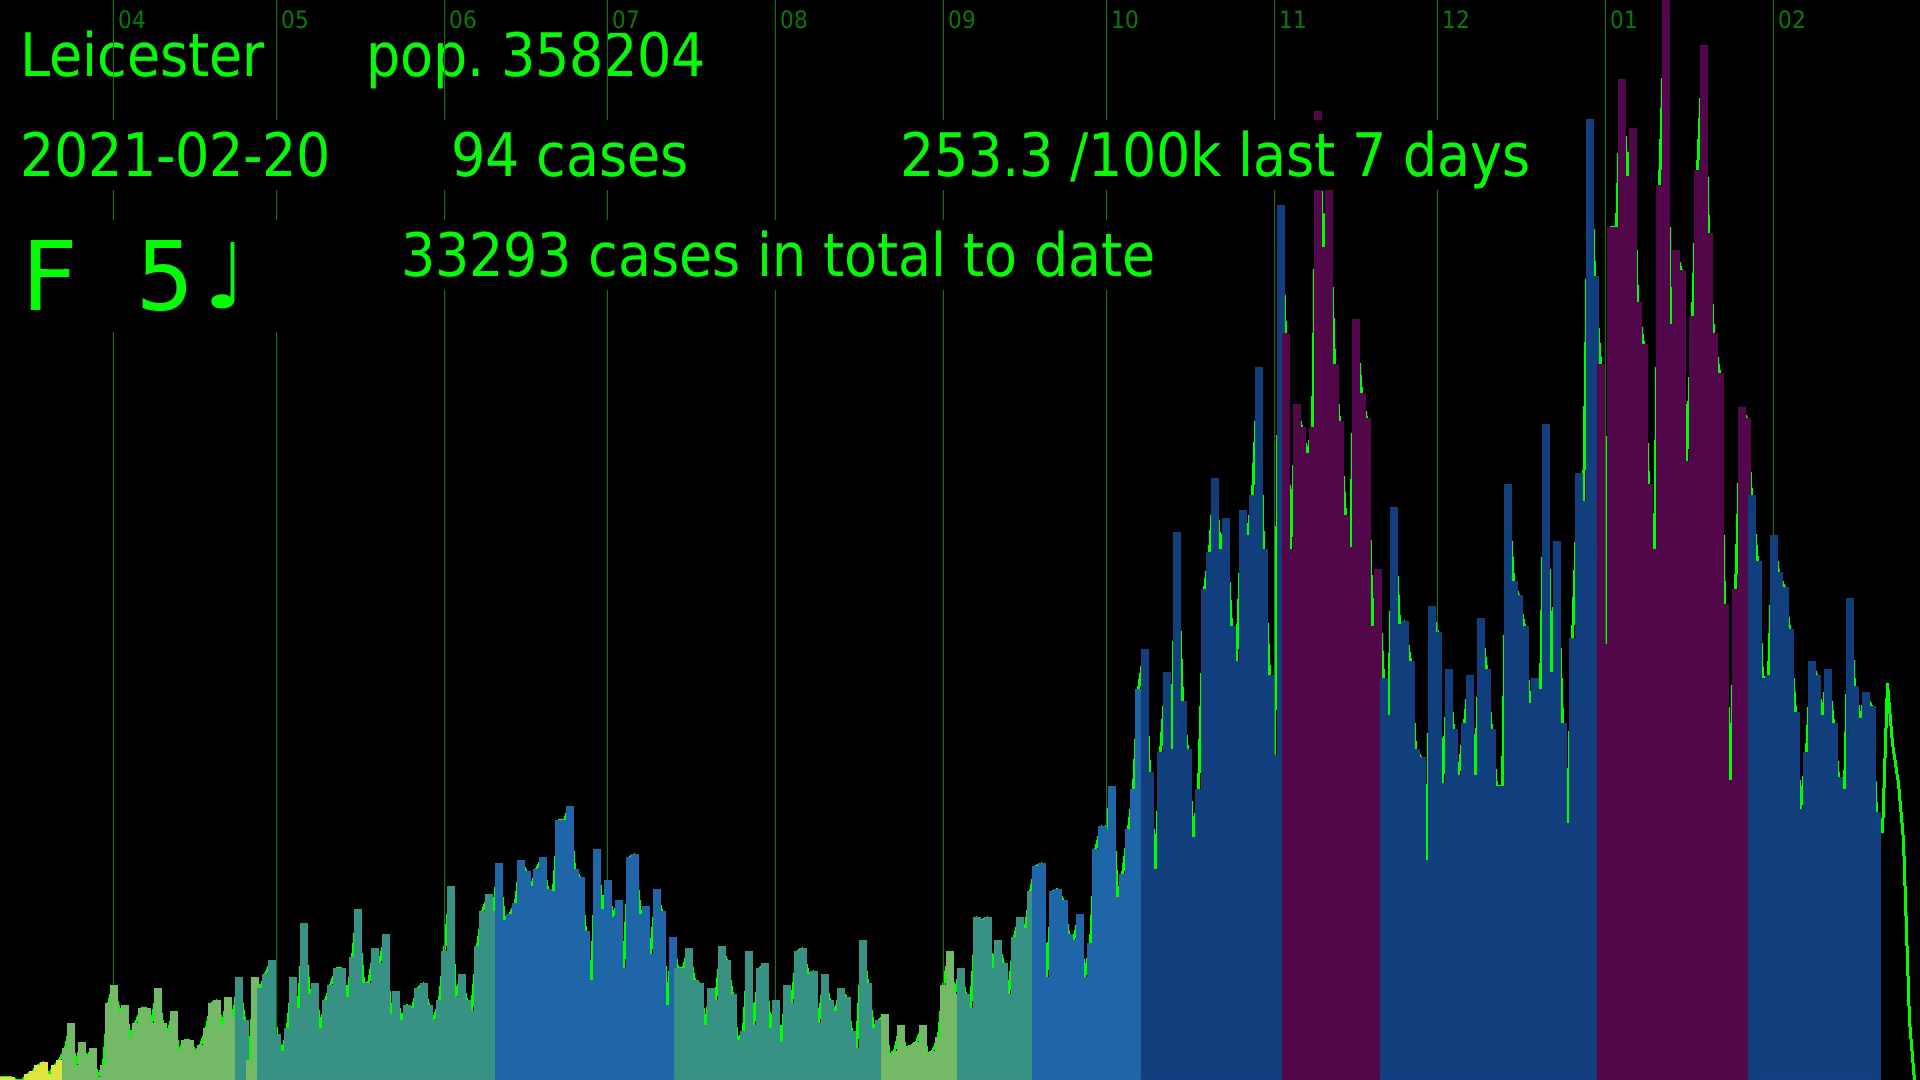 04 05 06 07 08 09 10 11 12 01 02
Leicester pop. 358204
2021-02-20 94 cases 253.3 /100k last 7 days
F 5♩ 33293 cases in total to date